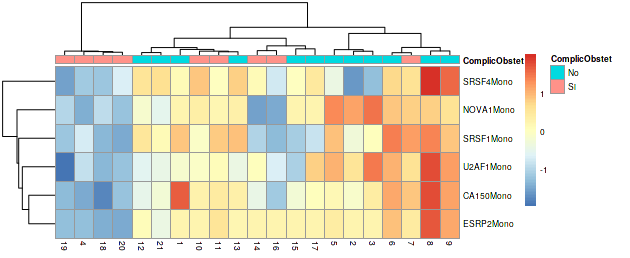 ComplicObstet
SRSF4Mono
NOVA1Mono
SRSF1Mono
U2AF1Mono
CA150Mono
ESRP2Mono
19 4 18 20 12 21 1 10 11 13 14 16 15 17 5 2 3 6 7 8 9
1
0
-1
ComplicObstet
No
SI